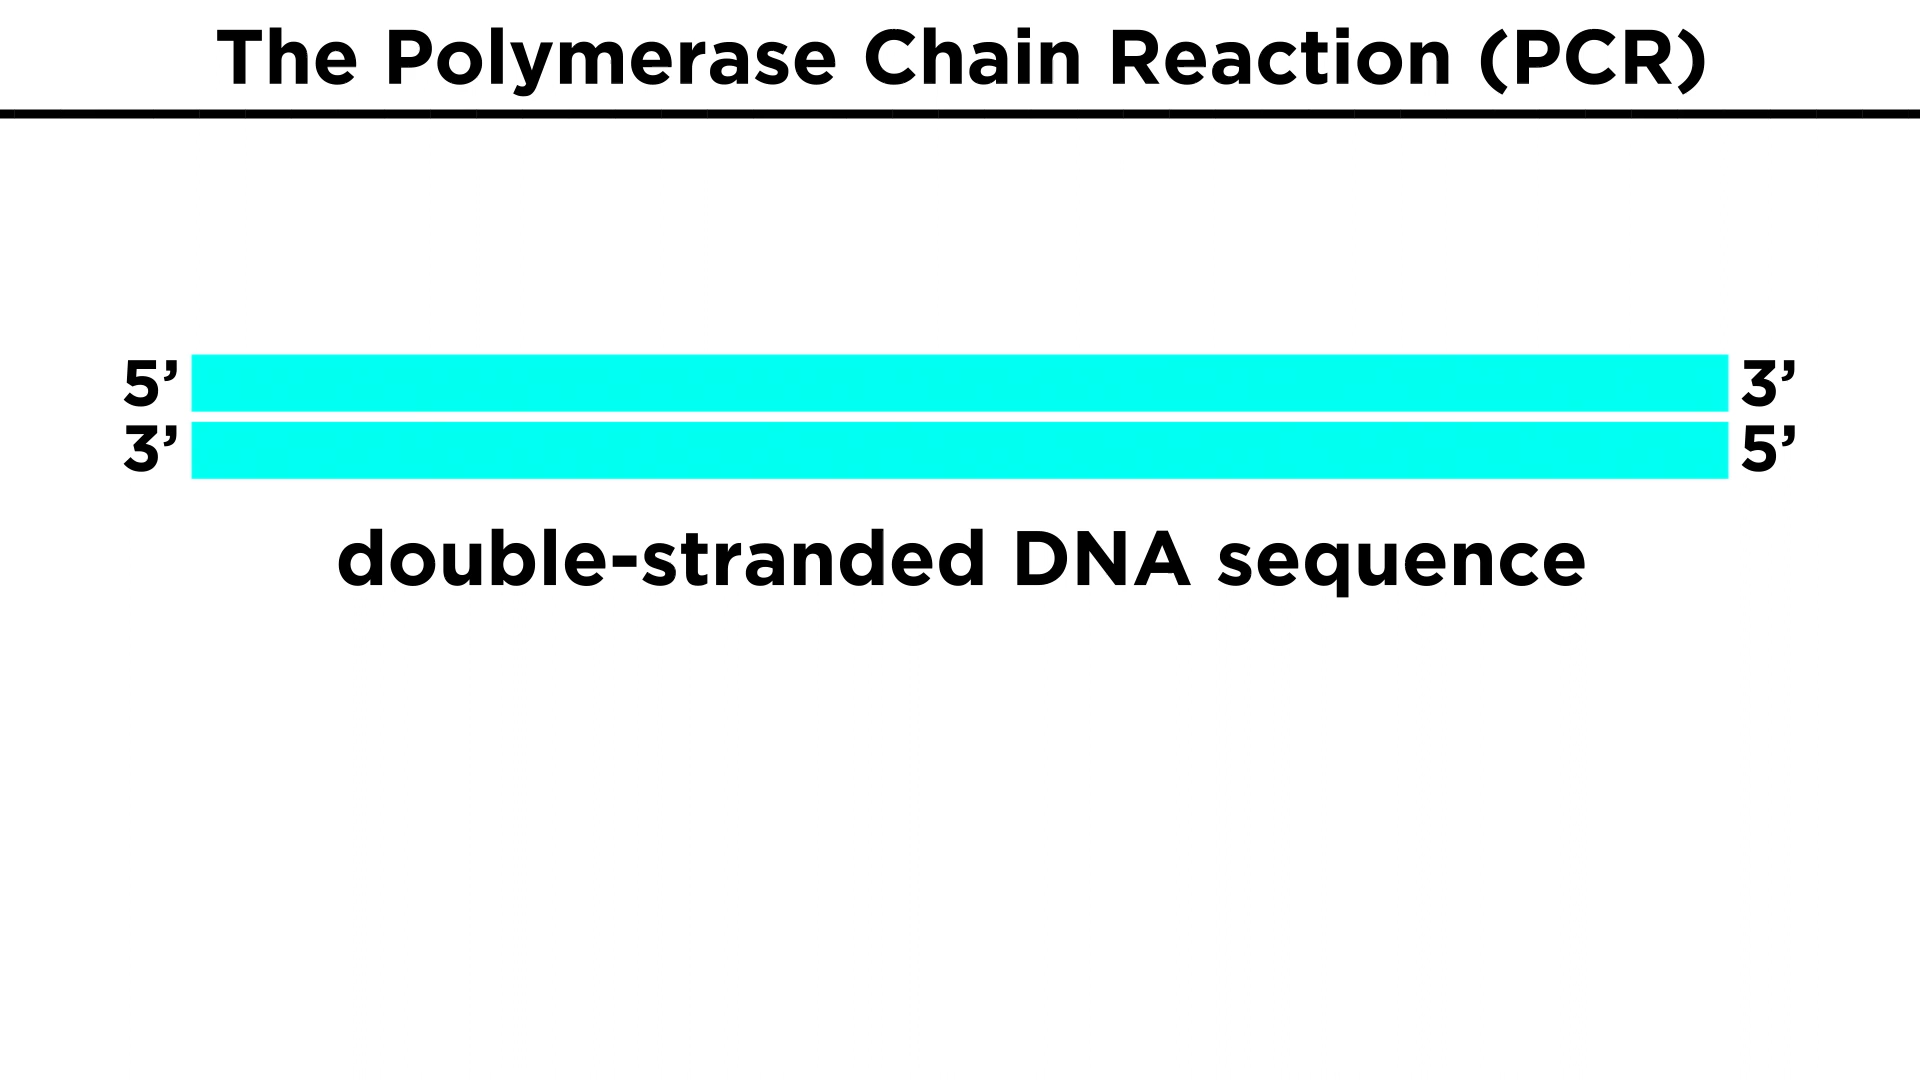 The Polymerase Chain Reaction (PCR)
5’ 3’
3’ 5’
double-stranded DNA sequence